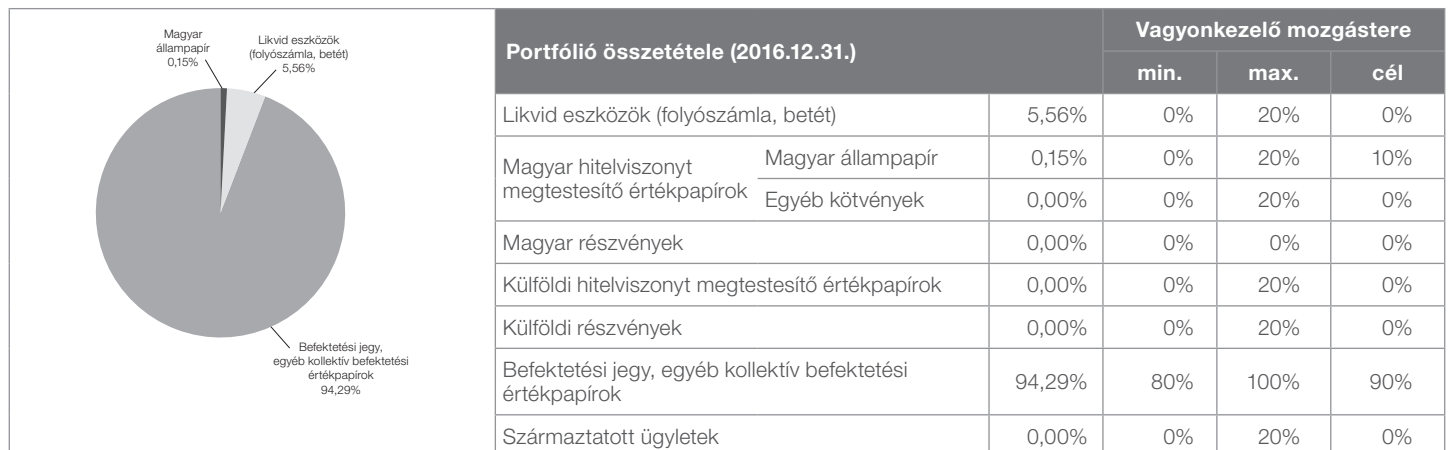 Magyar
állampapír
0,15%
Likvid eszközök
(folyószámla, betét)
5,56%
Befektetési jegy,
egyéb kollektív befektetési
értékpapírok
94,29%
Portfólió összetétele (2016.12.31.) Vagyonkezelő mozgástere
min. max. cél
Likvid eszközök (folyószámla, betét) 5,56% 0% 20% 0%
Magyar hitelviszonyt megtestesítő értékpapírok Magyar állampapír 0,15% 0% 20% 10%
Egyéb kötvények 0,00% 0% 20% 0%
Magyar részvények 0,00% 0% 0% 0%
Külföldi hitelviszonyt megtestesítő értékpapírok 0,00% 0% 20% 0%
Külföldi részvények 0,00% 0% 20% 0%
Befektetési jegy, egyéb kollektív befektetési
értékpapírok 94,29% 80% 100% 90%
Származtatott ügyletek 0,00% 0% 20% 0%